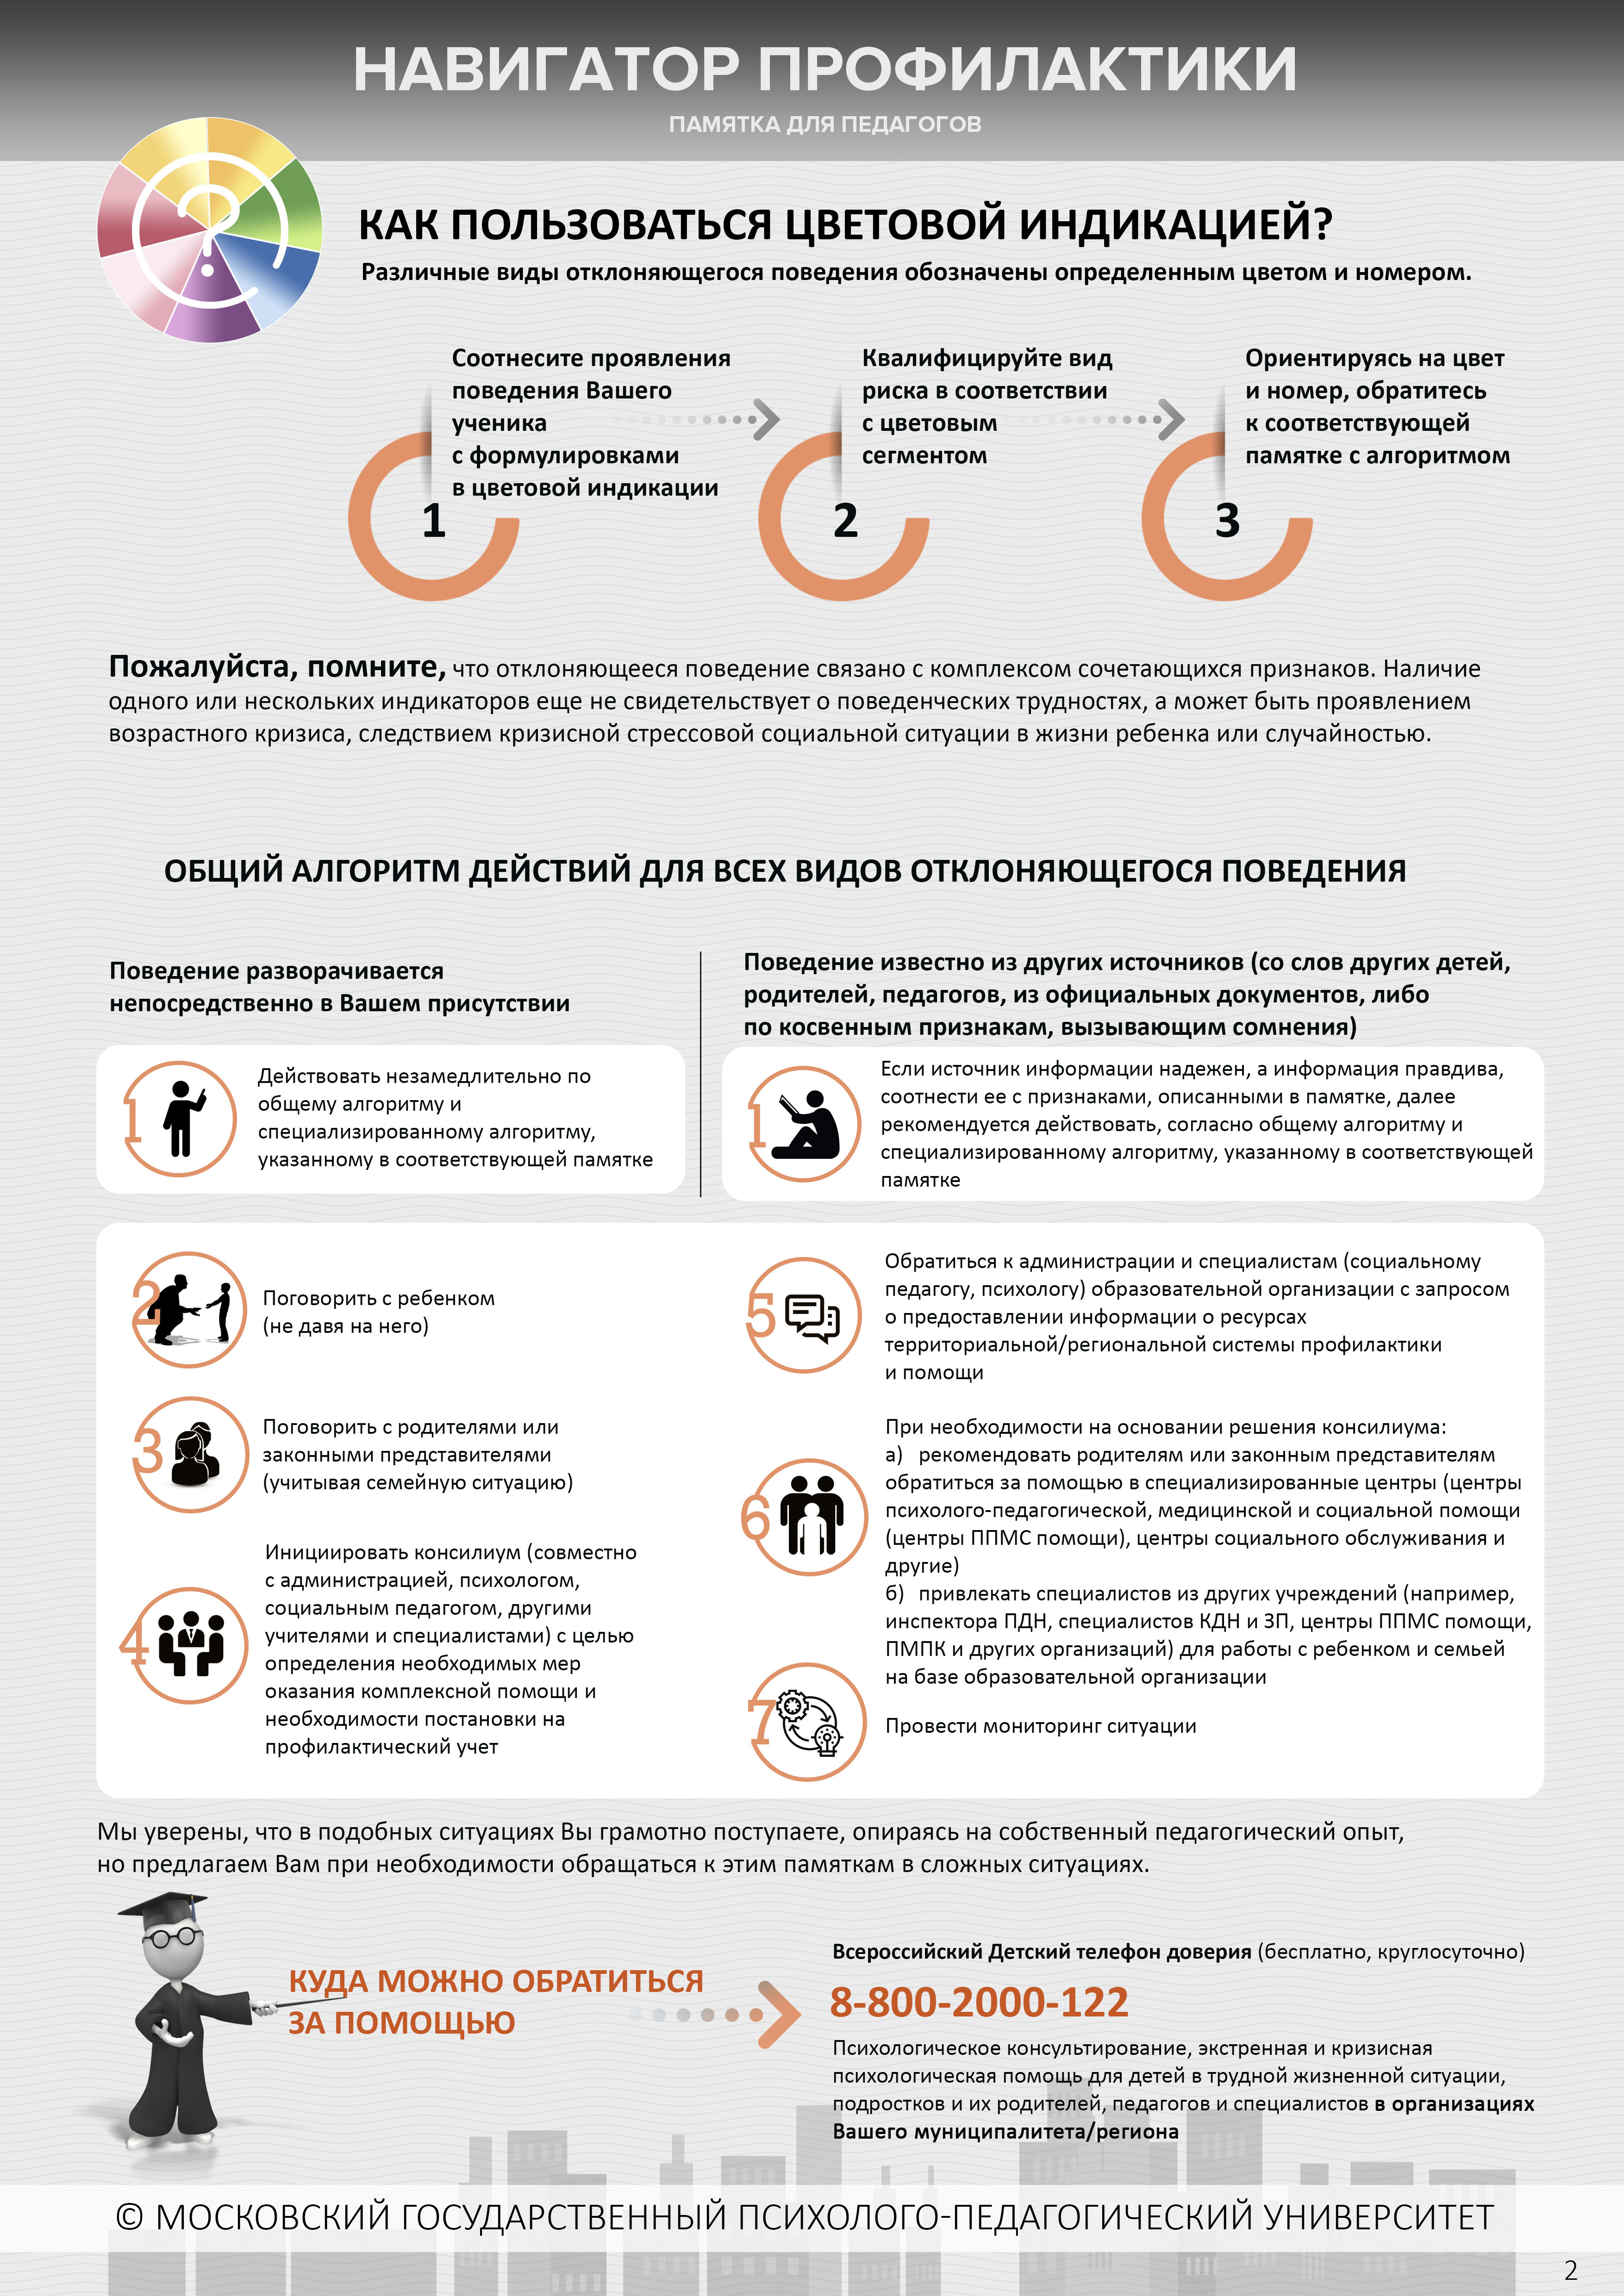 НАВИГАТОР ПРОФИЛАКТИКИ
ПАМЯТКА ДЛЯ ПЕДАГОГОВ
КАК ПОЛЬЗОВАТЬСЯ ЦВЕТОВОЙ ИНДИКАЦИЕЙ?
Различные виды отклоняющегося поведения обозначены определенным цветом и номером.
Соотнесите проявления
поведения Вашего
ученика
с формулировками
в цветовой индикации
1
Квалифицируйте вид
риска в соответствии
с цветовым
сегментом
2
Ориентируясь на цвет
и номер, обратитесь
к соответствующей
памятке с алгоритмом
3
Пожалуйста, помните, что отклоняющееся поведение связано с комплексом сочетающихся признаков. Наличие
одного или нескольких индикаторов еще не свидетельствует о поведенческих трудностях, а может быть проявлением
возрастного кризиса, следствием кризисной стрессовой социальной ситуации в жизни ребенка или случайностью.
ОБЩИЙ АЛГОРИТМ ДЕЙСТВИЙ ДЛЯ ВСЕХ ВИДОВ ОТКЛОНЯЮЩЕГОСЯ ПОВЕДЕНИЯ
Поведение разворачивается
непосредственно в Вашем присутствии
1
Действовать незамедлительно по
общему алгоритму и
специализированному алгоритму,
указанному в соответствующей памятке
Поведение известно из других источников (со слов других детей,
родителей, педагогов, из официальных документов, либо
по косвенным признакам, вызывающим сомнения)
1
Если источник информации надежен, а информация правдива,
соотнести ее с признаками, описанными в памятке, далее
рекомендуется действовать, согласно общему алгоритму и
специализированному алгоритму, указанному в соответствующей
памятке
2
Поговорить с ребенком
(не давя на него)
3
Поговорить с родителями или
законными представителями
(учитывая семейную ситуацию)
4
Инициировать консилиум (совместно
с администрацией, психологом,
социальным педагогом, другими
учителями и специалистами) с целью
определения необходимых мер
оказания комплексной помощи и
необходимости постановки на
профилактический учет
5
Обратиться к администрации и специалистам (социальному
педагогу, психологу) образовательной организации с запросом
о предоставлении информации о ресурсах
территориальной/региональной системы профилактики
и помощи
6
При необходимости на основании решения консилиума:
а) рекомендовать родителям или законным представителям
обратиться за помощью в специализированные центры (центры
психолого-педагогической, медицинской и социальной помощи
(центры ППМС помощи), центры социального обслуживания и
другие)
б) привлекать специалистов из других учреждений (например,
инспектора ПДН, специалистов КДН и ЗП, центры ППМС помощи,
ПМПК и других организаций) для работы с ребенком и семьей
на базе образовательной организации
7
Провести мониторинг ситуации
Мы уверены, что в подобных ситуациях Вы грамотно поступаете, опираясь на собственный педагогический опыт,
но предлагаем Вам при необходимости обращаться к этим памяткам в сложных ситуациях.
КУДА МОЖНО ОБРАТИТЬСЯ
ЗА ПОМОЩЬЮ
Всероссийский Детский телефон доверия (бесплатно, круглосуточно)
8-800-2000-122
Психологическое консультирование, экстренная и кризисная
психологическая помощь для детей в трудной жизненной ситуации,
подростков и их родителей, педагогов и специалистов в организациях
Вашего муниципалитета/региона
© МОСКОВСКИЙ ГОСУДАРСТВЕННЫЙ ПСИХОЛОГО-ПЕДАГОГИЧЕСКИЙ УНИВЕРСИТЕТ
2